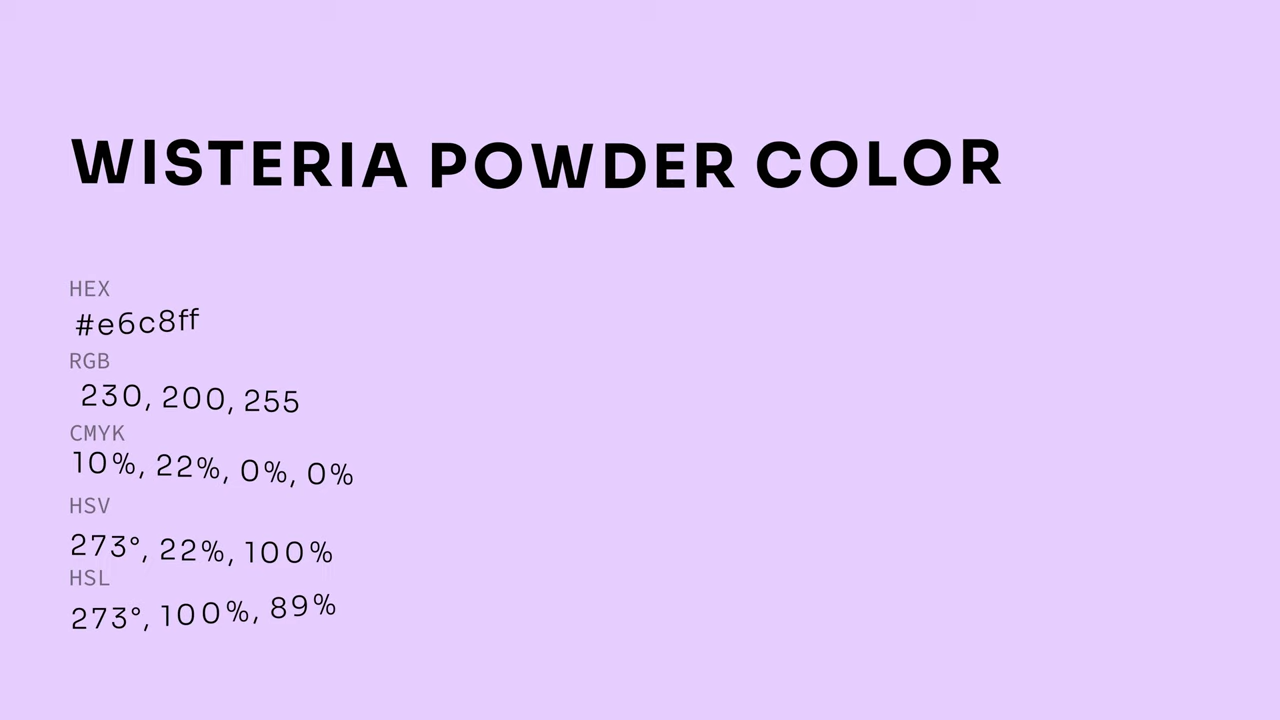 WISTERIA POWDER COLOR
HEX
#e6c8ff
RGB
230, 200, 255
CMYK
10%, 22%, 0%, 0%
HSV
273°, 22%, 100%
HSL
273°, 100%, 89%